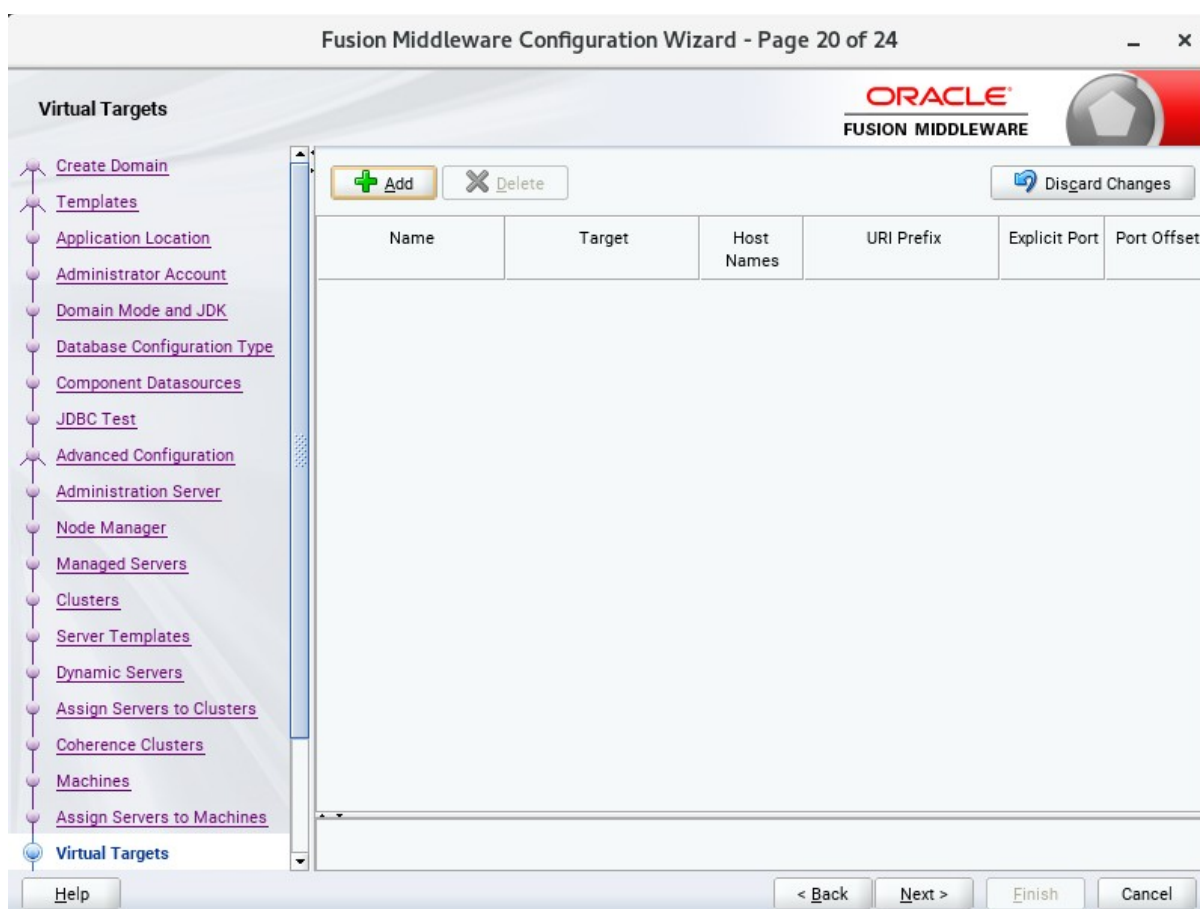 Fusion Middleware Configuration Wizard - Page 20 of 24
Virtual Targets
ORACLE
FUSION MIDDLEWARE
Create Domain
Templates
Application Location
Administrator Account
Domain Mode and JDK
Database Configuration Type
Component Datasources
JDBC Test
Advanced Configuration
Administration Server
Node Manager
Managed Servers
Clusters
Server Templates
Dynamic Servers
Assign Servers to Clusters
Coherence Clusters
Machines
Assign Servers to Machines
Virtual Targets
Add Delete Discard Changes
Name Target Host Names URI Prefix Explicit Port Port Offset
Help < Back Next > Finish Cancel